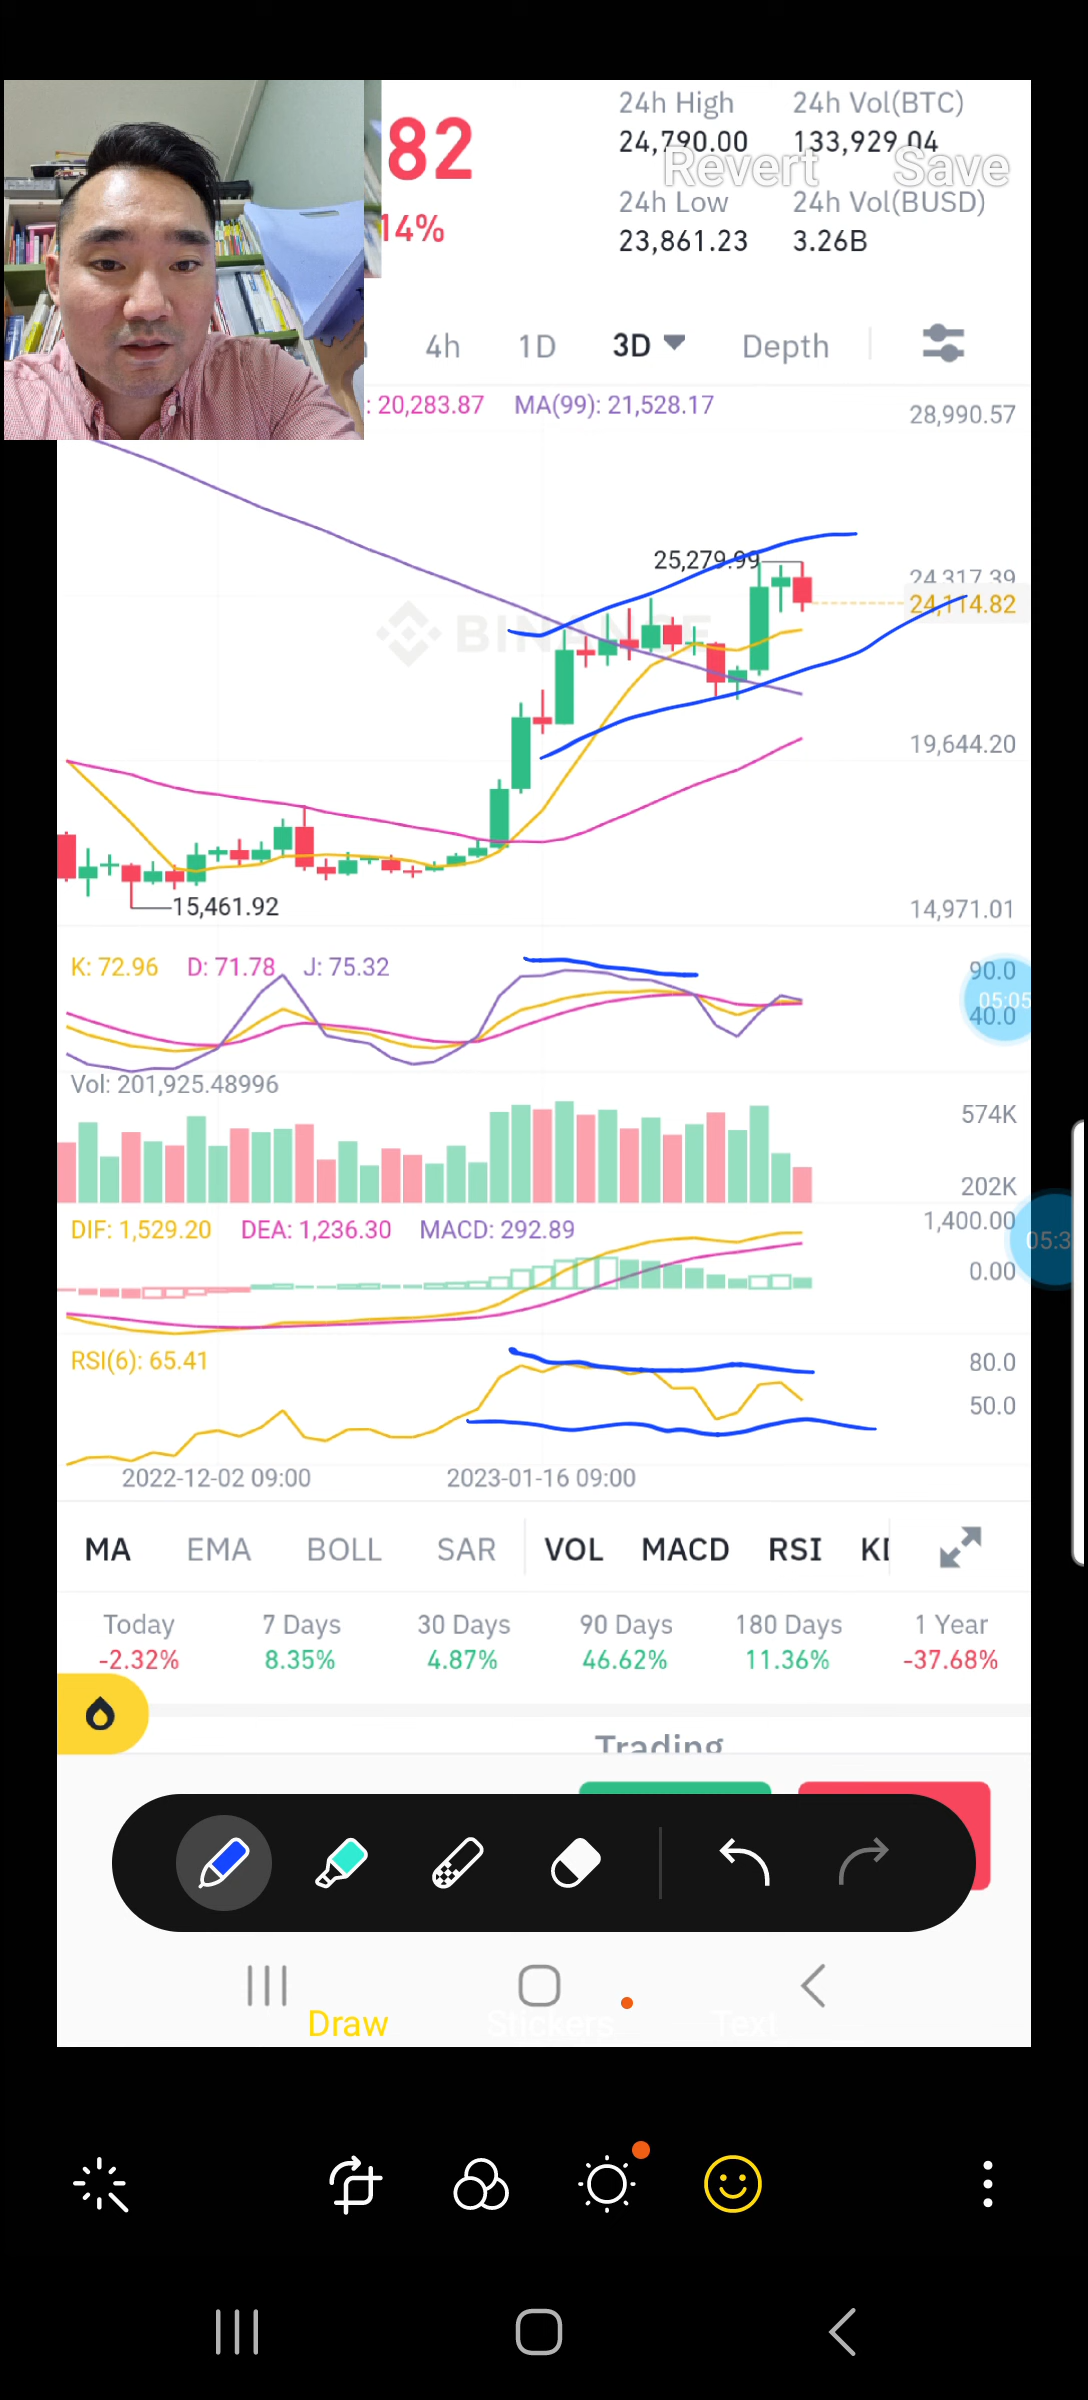 82
14%
24h High
24h Vol(BTC)
24,790.00
133,929.04
Revert
Save
24h Low
24h Vol(BUSD)
23,861.23
3.26B
4h
1D
3D
Depth
: 20,283.87
MA(99): 21,528.17
28,990.57
25,279.99
24,317.39
24,114.82
BINANCE
19,644.20
15,461.92
14,971.01
K: 72.96
D: 71.78
J: 75.32
90.0
05:05
40.0
Vol: 201,925.48996
574K
202K
DIF: 1,529.20
DEA: 1,236.30
MACD: 292.89
1,400.00
05:3
0.00
RSI(6): 65.41
80.0
50.0
2022-12-02 09:00
2023-01-16 09:00
MA
EMA
BOLL
SAR
VOL
MACD
RSI
Today
7 Days
30 Days
90 Days
180 Days
1 Year
-2.32%
8.35%
4.87%
46.62%
11.36%
-37.68%
Trading
Draw
Stickers
Text